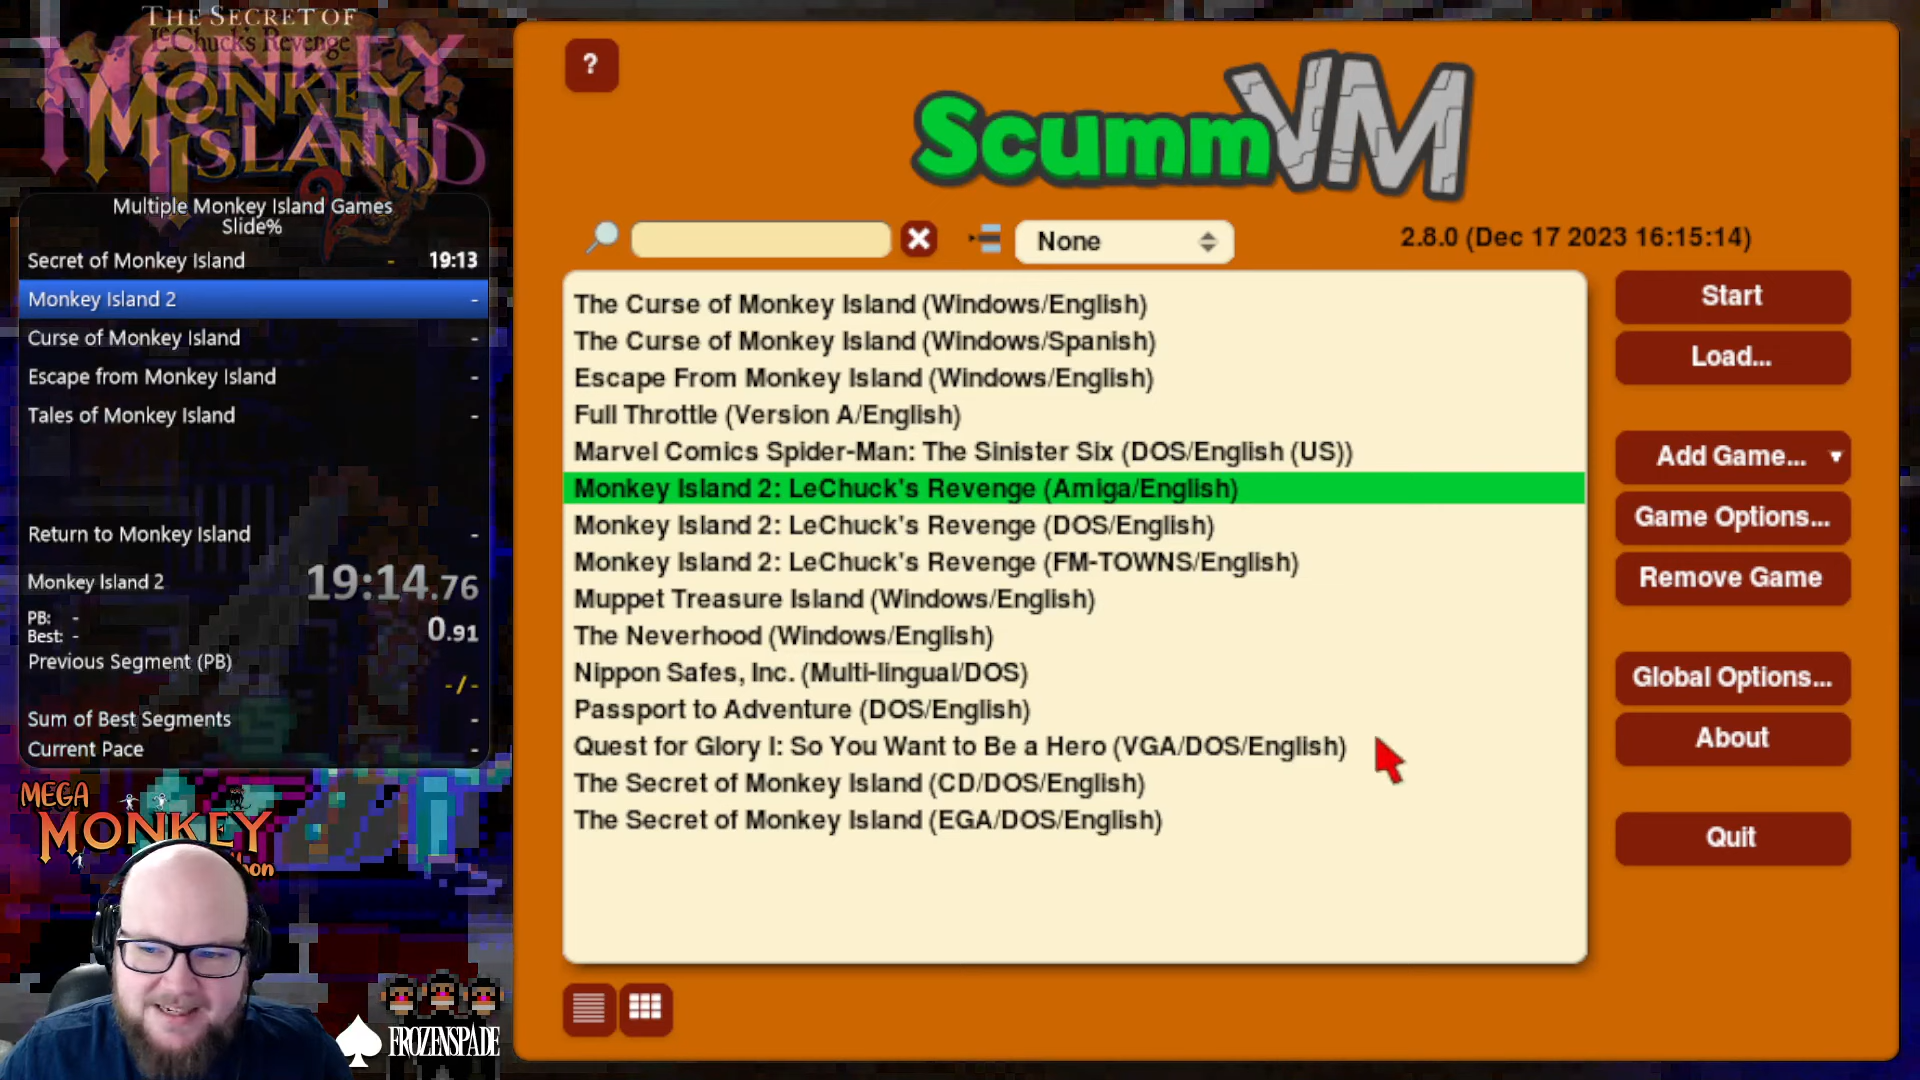 THE SECRET OF
LeChuck's Revenge
MONKEY
MONKEY
ISLAND
ISLAND
2
Multiple Monkey Island Games
Slide%
Secret of Monkey Island - 19:13
Monkey Island 2 -
Curse of Monkey Island -
Escape from Monkey Island -
Tales of Monkey Island -
Return to Monkey Island -
Monkey Island 2 19:14.76
PB: - 0.91
Best: -
Previous Segment (PB)
- / -
Sum of Best Segments -
Current Pace -
MEGA
MONKEY
FROZENSPADE
?
ScummVM
None
2.8.0 (Dec 17 2023 16:15:14)
The Curse of Monkey Island (Windows/English)
The Curse of Monkey Island (Windows/Spanish)
Escape From Monkey Island (Windows/English)
Full Throttle (Version A/English)
Marvel Comics Spider-Man: The Sinister Six (DOS/English (US))
Monkey Island 2: LeChuck's Revenge (Amiga/English)
Monkey Island 2: LeChuck's Revenge (DOS/English)
Monkey Island 2: LeChuck's Revenge (FM-TOWNS/English)
Muppet Treasure Island (Windows/English)
The Neverhood (Windows/English)
Nippon Safes, Inc. (Multi-lingual/DOS)
Passport to Adventure (DOS/English)
Quest for Glory I: So You Want to Be a Hero (VGA/DOS/English)
The Secret of Monkey Island (CD/DOS/English)
The Secret of Monkey Island (EGA/DOS/English)
Start
Load...
Add Game...
Game Options...
Remove Game
Global Options...
About
Quit